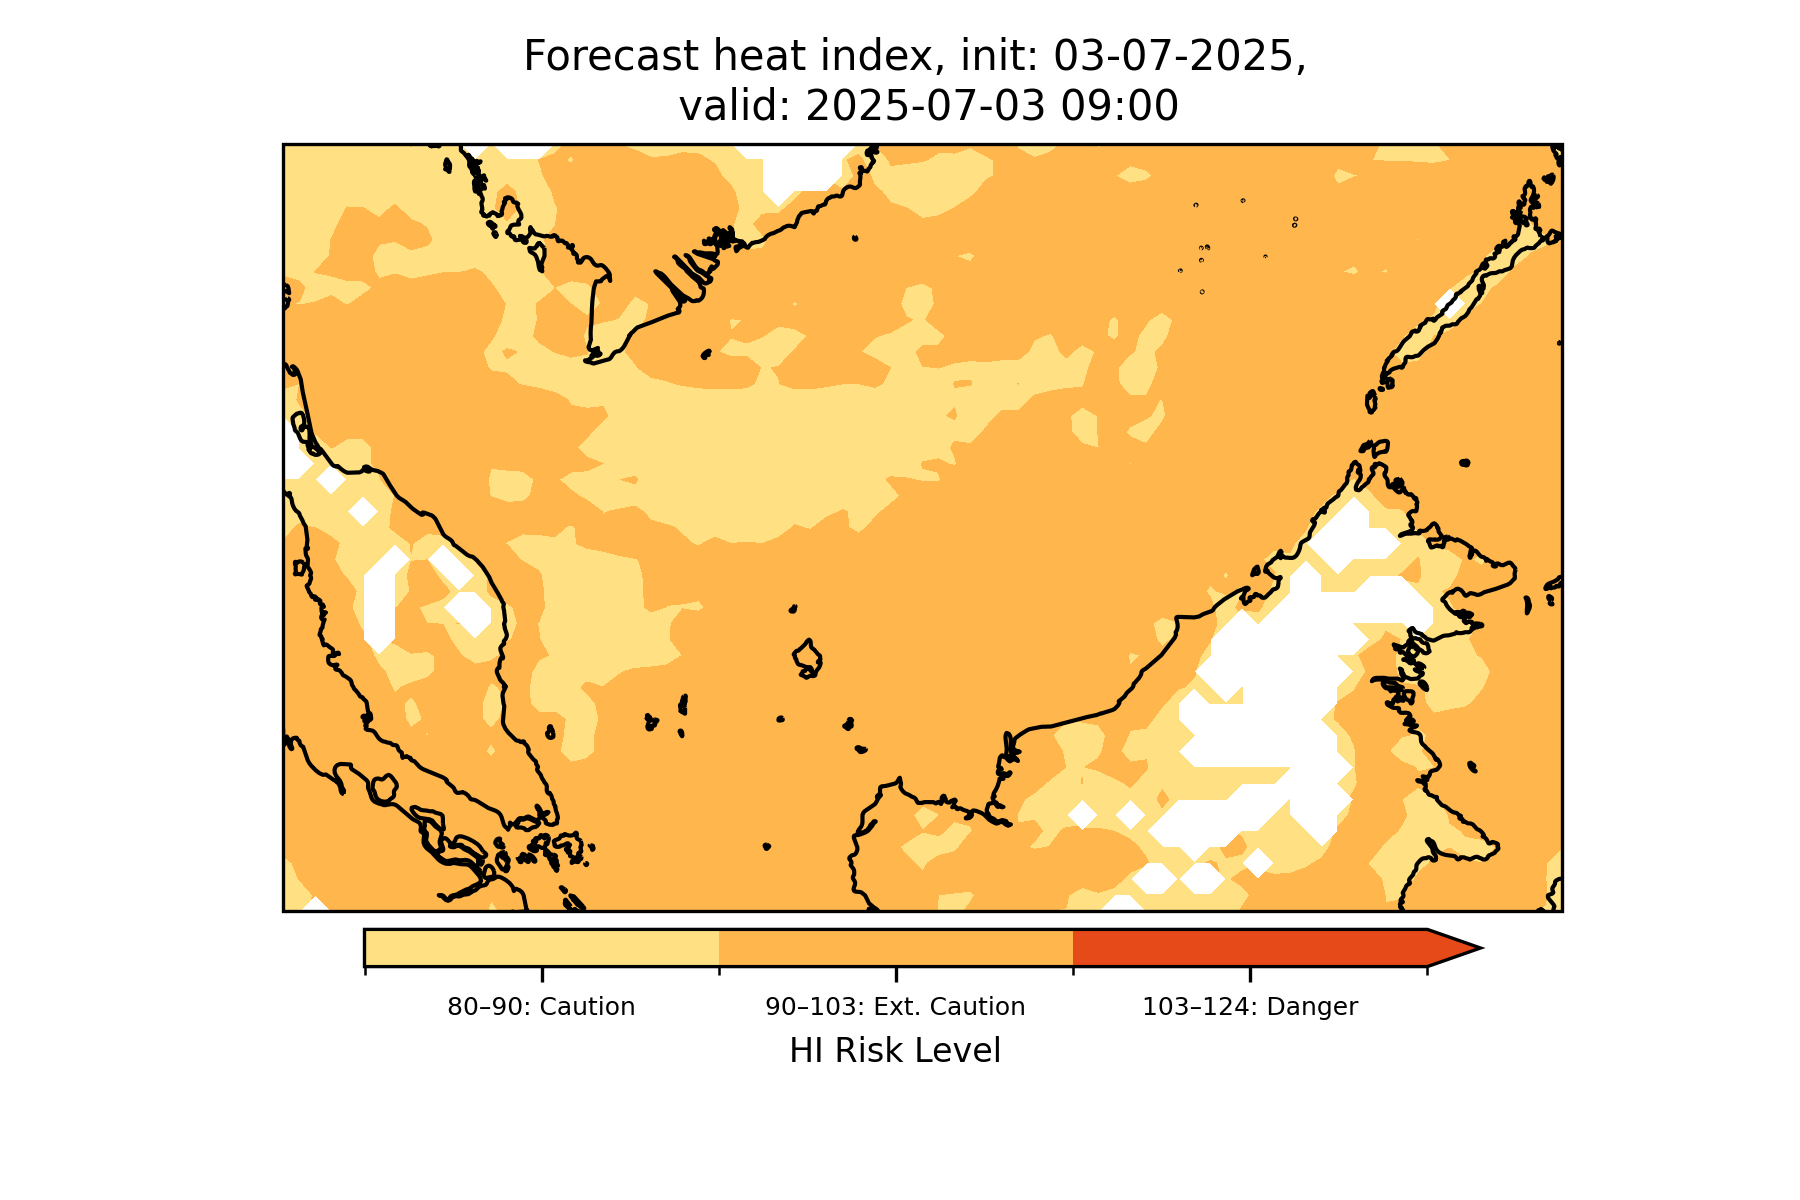 Forecast heat index, init: 03-07-2025,
valid: 2025-07-03 09:00
80–90: Caution
90–103: Ext. Caution
103–124: Danger
HI Risk Level